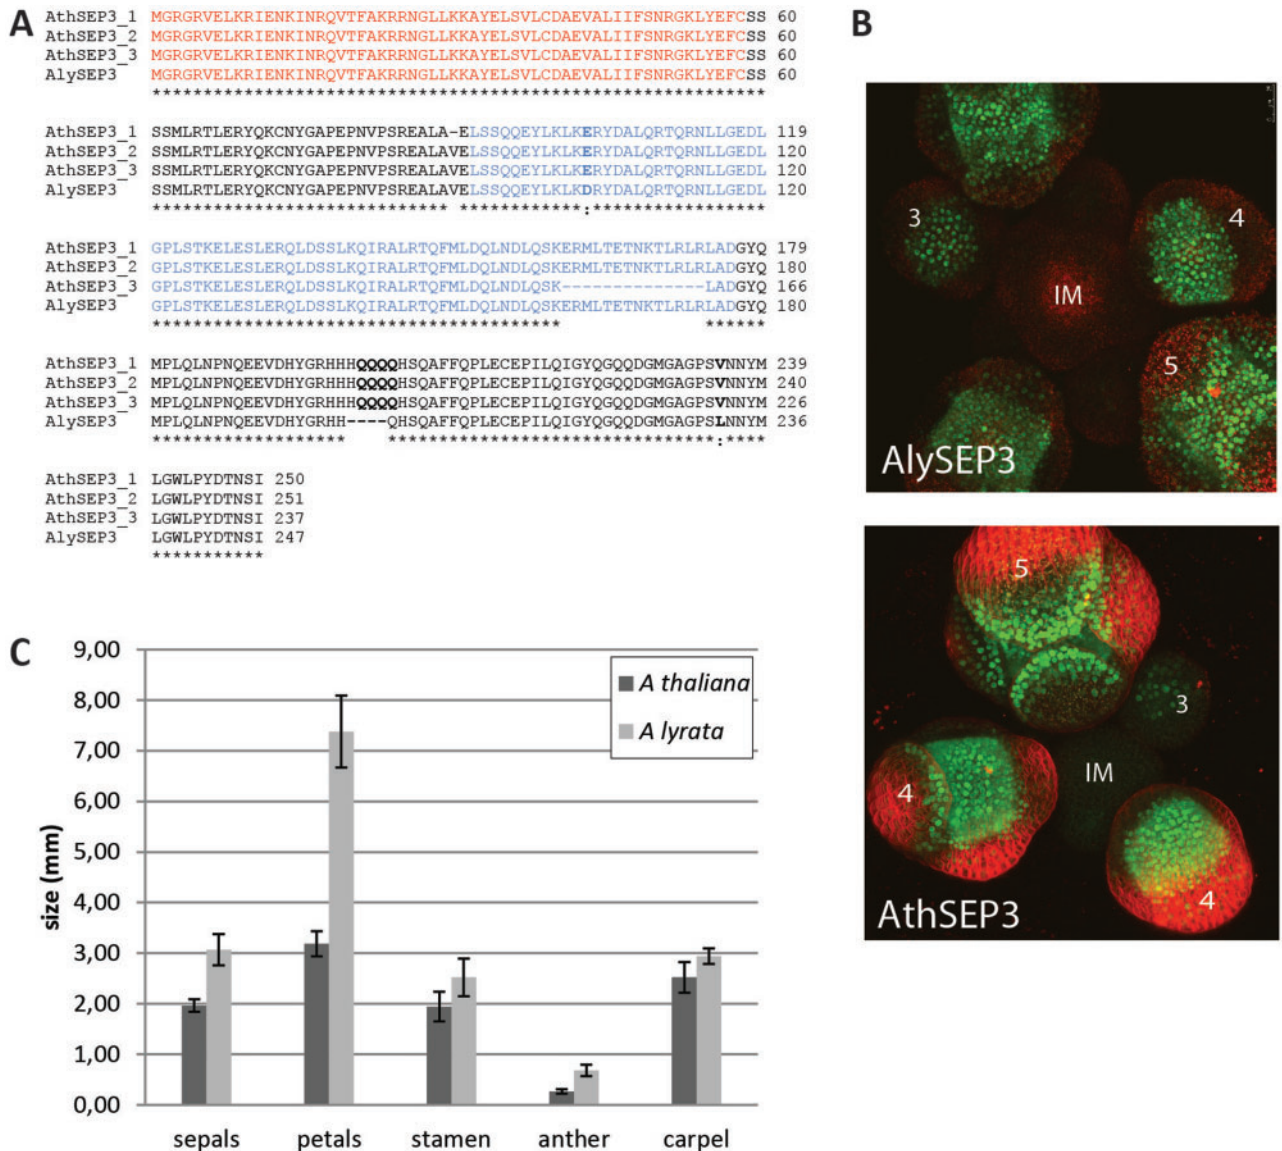 A
AthSEP3_1 MGRGRVELKRIENKINRQVTFAKRRNGLLKKAYELSVLCDAEVALIIFSNRGKLYEFCSS 60
AthSEP3_2 MGRGRVELKRIENKINRQVTFAKRRNGLLKKAYELSVLCDAEVALIIFSNRGKLYEFCSS 60
AthSEP3_3 MGRGRVELKRIENKINRQVTFAKRRNGLLKKAYELSVLCDAEVALIIFSNRGKLYEFCSS 60
AlySEP3 MGRGRVELKRIENKINRQVTFAKRRNGLLKKAYELSVLCDAEVALIIFSNRGKLYEFCSS 60
************************************************************
AthSEP3_1 SSMLRTLERYQKCNYGAPEPNVPSREALA-ELSSQQEYLKLKERYDALQRTQRNLLGEDL 119
AthSEP3_2 SSMLRTLERYQKCNYGAPEPNVPSREALAVELSSQQEYLKLKERYDALQRTQRNLLGEDL 120
AthSEP3_3 SSMLRTLERYQKCNYGAPEPNVPSREALAVELSSQQEYLKLKERYDALQRTQRNLLGEDL 120
AlySEP3 SSMLRTLERYQKCNYGAPEPNVPSREALAVELSSQQEYLKLKDRYDALQRTQRNLLGEDL 120
***************************** ************:*****************
AthSEP3_1 GPLSTKELESLERQLDSSLKQIRALRTQFMLDQLNDLQSKERMLTETNKTLRLRLADGYQ 179
AthSEP3_2 GPLSTKELESLERQLDSSLKQIRALRTQFMLDQLNDLQSKERMLTETNKTLRLRLADGYQ 180
AthSEP3_3 GPLSTKELESLERQLDSSLKQIRALRTQFMLDQLNDLQSK--------------LADGYQ 166
AlySEP3 GPLSTKELESLERQLDSSLKQIRALRTQFMLDQLNDLQSKERMLTETNKTLRLRLADGYQ 180
**************************************** ******
AthSEP3_1 MPLQLNPNQEEVDHYGRHHHQQQQHSQAFFQPLECEPILQIGYQGQQDGMGAGPSVNNYM 239
AthSEP3_2 MPLQLNPNQEEVDHYGRHHHQQQQHSQAFFQPLECEPILQIGYQGQQDGMGAGPSVNNYM 240
AthSEP3_3 MPLQLNPNQEEVDHYGRHHHQQQQHSQAFFQPLECEPILQIGYQGQQDGMGAGPSVNNYM 226
AlySEP3 MPLQLNPNQEEVDHYGRHH----QHSQAFFQPLECEPILQIGYQGQQDGMGAGPSLNNYM 236
******************* ********************************:****
AthSEP3_1 LGWLPYDTNSI 250
AthSEP3_2 LGWLPYDTNSI 251
AthSEP3_3 LGWLPYDTNSI 237
AlySEP3 LGWLPYDTNSI 247
***********
B
3
4
IM
5
AlySEP3
5
3
IM
4
4
AthSEP3
C
size (mm)
9,00
8,00
7,00
6,00
5,00
4,00
3,00
2,00
1,00
0,00
A thaliana
A lyrata
sepals petals stamen anther carpel